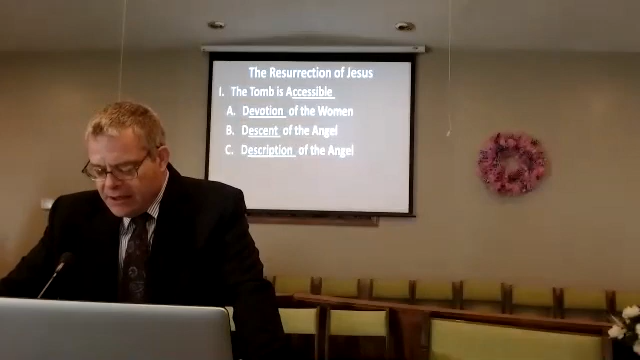 The Resurrection of Jesus
I. The Tomb is Accessible
A. Devotion of the Women
B. Descent of the Angel
C. Description of the Angel